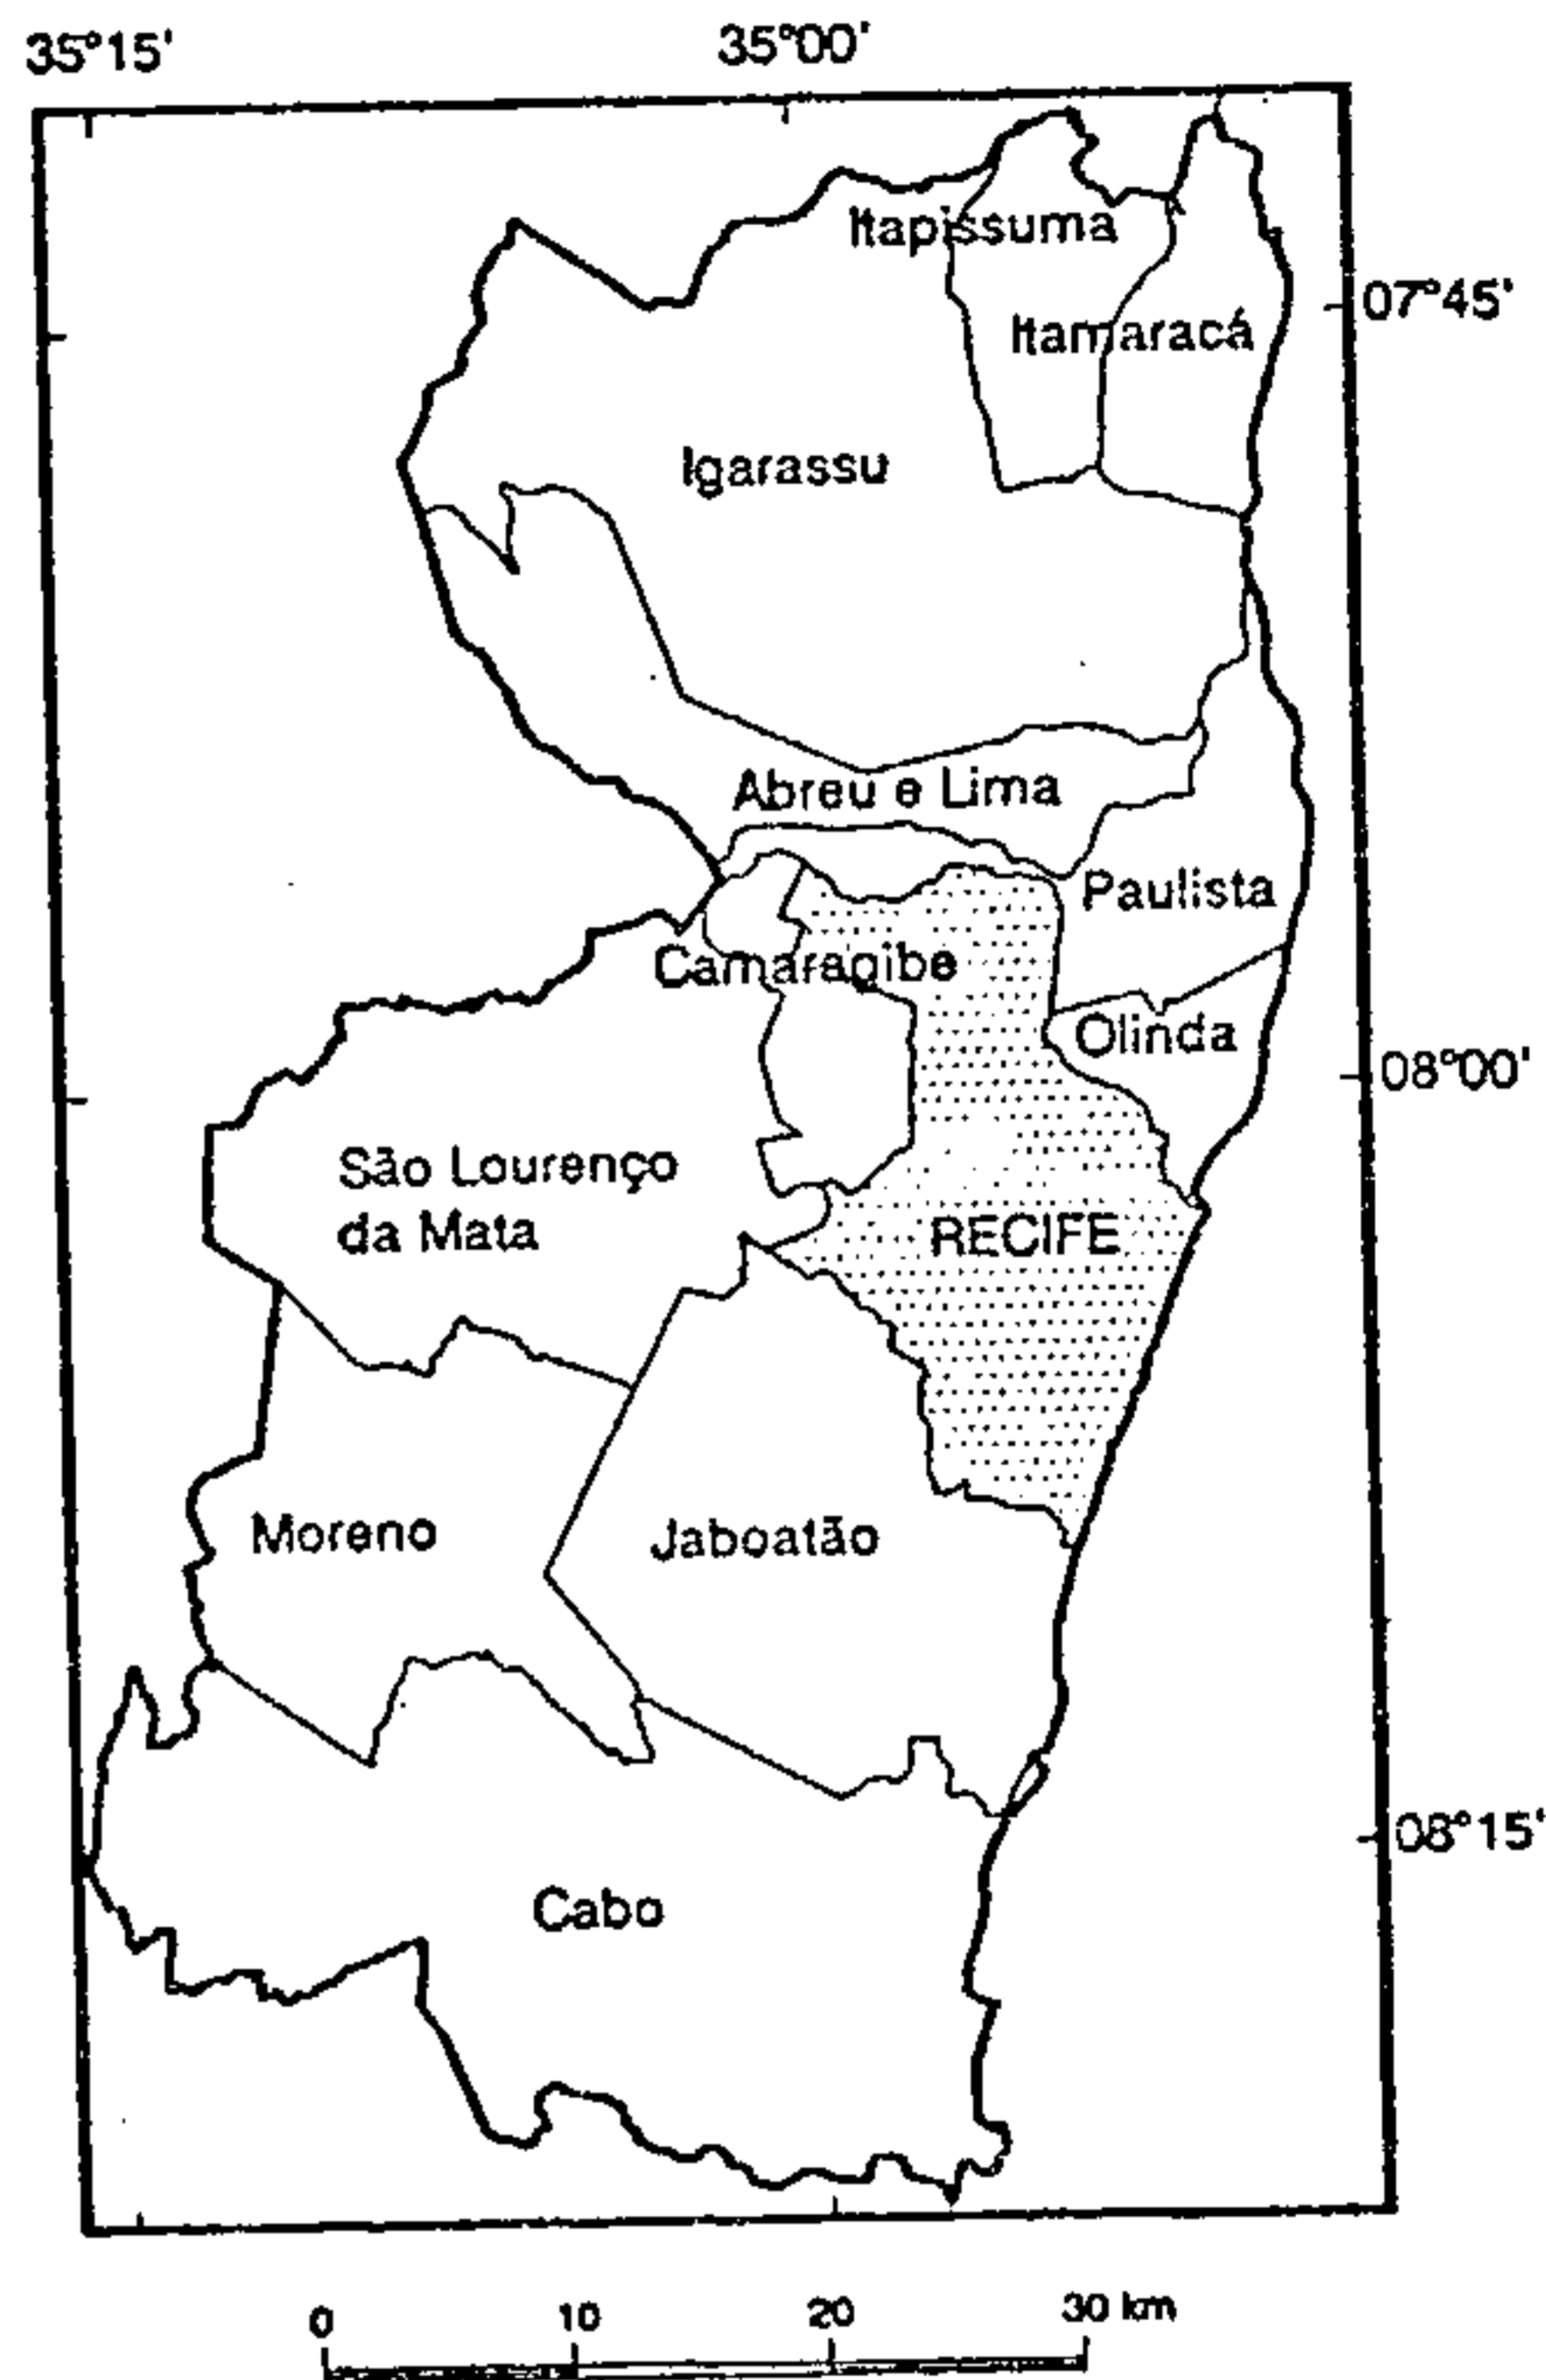 35°15'
35°00'
Itapissuma
07°45'
Itamaracá
Igarassu
Abreu e Lima
Paulista
Camaragibe
Olinda
08°00'
São Lourenço
da Mata
RECIFE
Moreno
Jaboatão
08°15'
Cabo
0 10 20 30 km